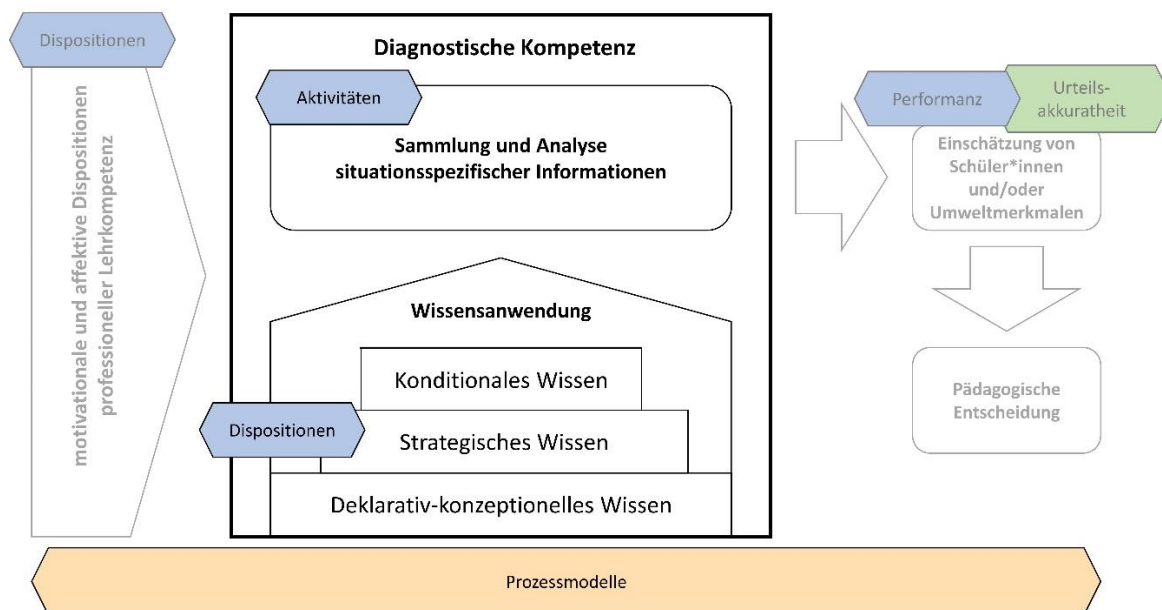 Dispositionen
motivationale und affektive Dispositionen
professioneller Lehrkompetenz
Diagnostische Kompetenz
Aktivitäten
Sammlung und Analyse
situationsspezifischer Informationen
Wissensanwendung
Konditionales Wissen
Dispositionen
Strategisches Wissen
Deklarativ-konzeptionelles Wissen
Performanz
Urteils-
akkuratheit
Einschätzung von
Schüler*innen
und/oder
Umweltmerkmalen
Pädagogische
Entscheidung
Prozessmodelle